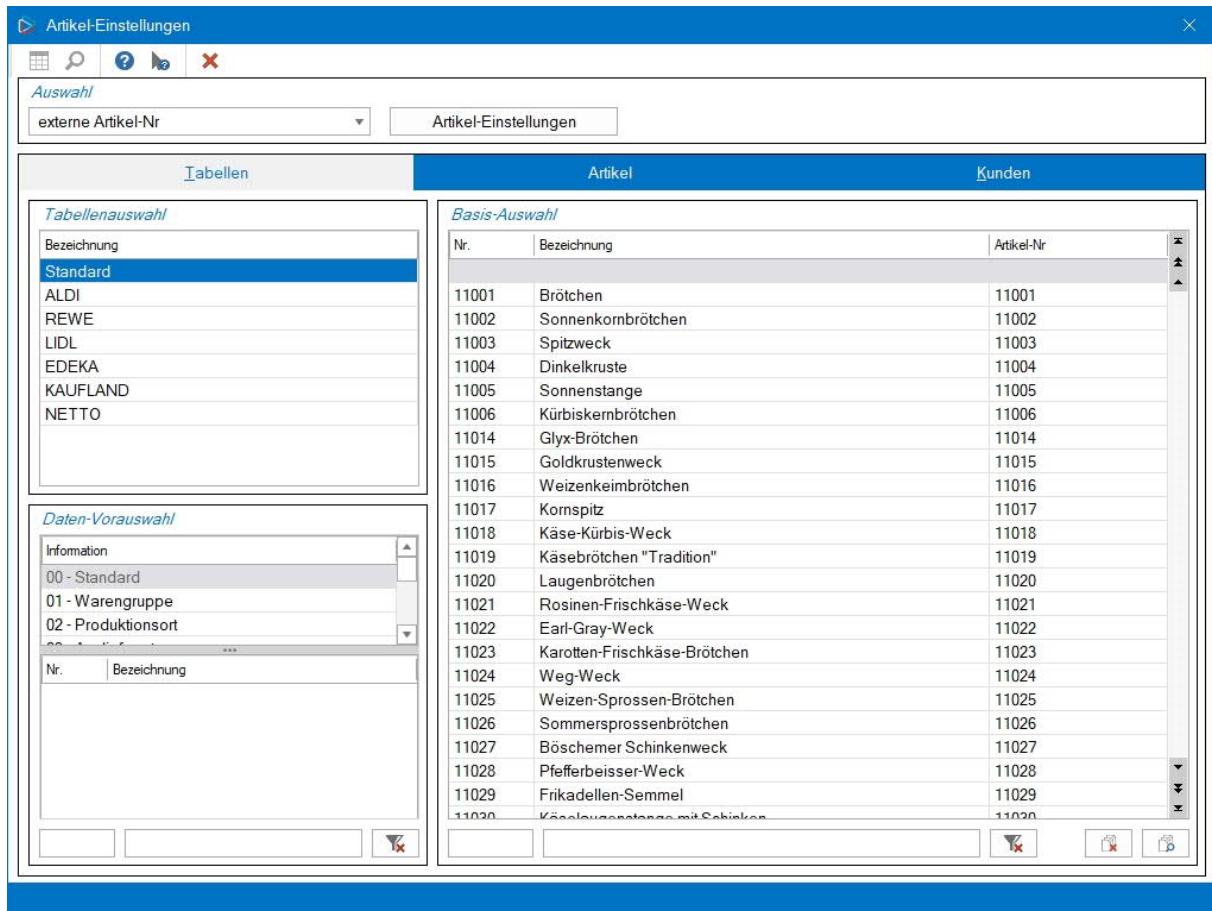 Artikel-Einstellungen
Auswahl
externe Artikel-Nr
Artikel-Einstellungen
Tabellen
Artikel
Kunden
Tabellenauswahl
Bezeichnung
Standard
ALDI
REWE
LIDL
EDEKA
KAUFLAND
NETTO
Daten-Vorauswahl
Information
00 - Standard
01 - Warengruppe
02 - Produktionsort
Nr. Bezeichnung
Basis-Auswahl
Nr. Bezeichnung Artikel-Nr
11001 Brötchen 11001
11002 Sonnenkornbrötchen 11002
11003 Spitzweck 11003
11004 Dinkelkruste 11004
11005 Sonnenstange 11005
11006 Kürbiskernbrötchen 11006
11014 Glyx-Brötchen 11014
11015 Goldkrustenweck 11015
11016 Weizenkeimbrötchen 11016
11017 Kornspitz 11017
11018 Käse-Kürbis-Weck 11018
11019 Käsebrötchen "Tradition" 11019
11020 Laugenbrötchen 11020
11021 Rosinen-Frischkäse-Weck 11021
11022 Earl-Gray-Weck 11022
11023 Karotten-Frischkäse-Brötchen 11023
11024 Weg-Weck 11024
11025 Weizen-Sprossen-Brötchen 11025
11026 Sommersprossenbrötchen 11026
11027 Böschemer Schinkenweck 11027
11028 Pfefferbeisser-Weck 11028
11029 Frikadellen-Semmel 11029
11030 Käselaugenstange mit Schinken 11030